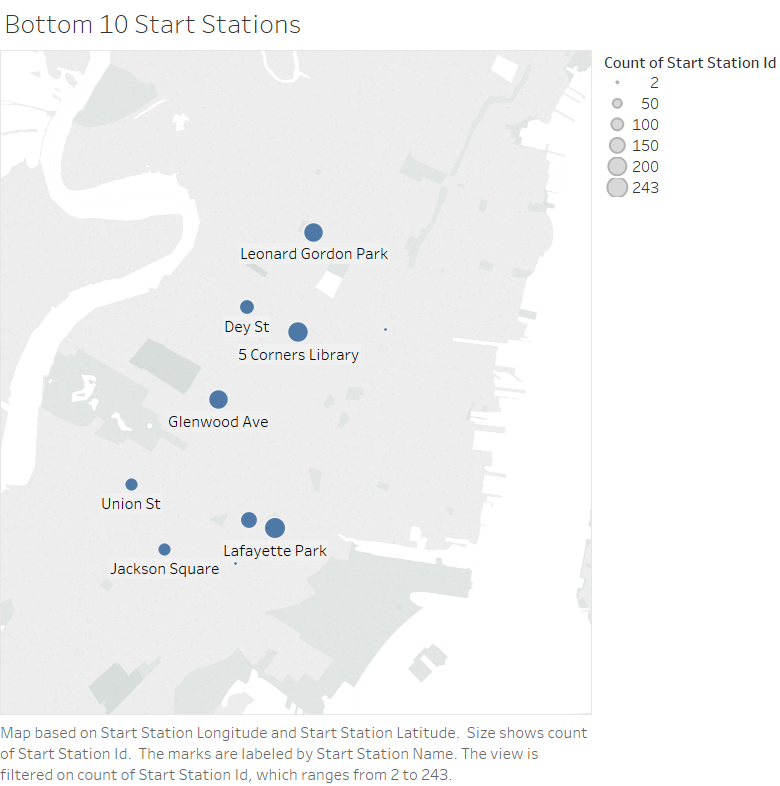 Bottom 10 Start Stations
Count of Start Station Id
2
50
100
150
200
243
Leonard Gordon Park
Dey St
5 Corners Library
Glenwood Ave
Union St
Lafayette Park
Jackson Square
Map based on Start Station Longitude and Start Station Latitude.  Size shows count
of Start Station Id.  The marks are labeled by Start Station Name. The view is
filtered on count of Start Station Id, which ranges from 2 to 243.